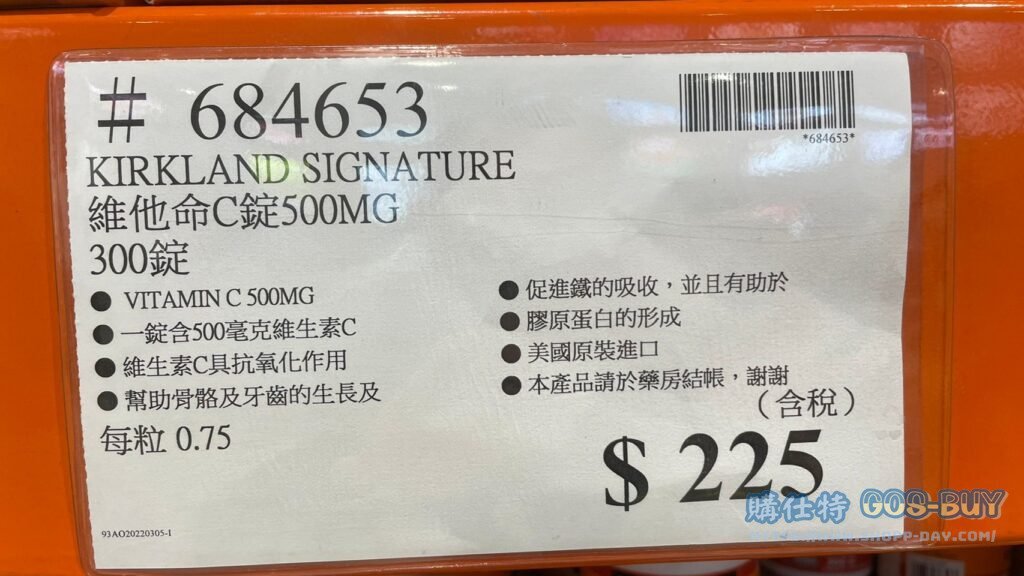 # 684653
*684653*
KIRKLAND SIGNATURE
維他命C錠500MG
300錠
● VITAMIN C 500MG
● 一錠含500毫克維生素C
● 維生素C具抗氧化作用
● 幫助骨骼及牙齒的生長及
● 促進鐵的吸收，並且有助於
● 膠原蛋白的形成
● 美國原裝進口
● 本產品請於藥房結帳，謝謝
每粒 0.75
（含稅）
$ 225
93AO20220305-1
購仕特 GOS-BUY